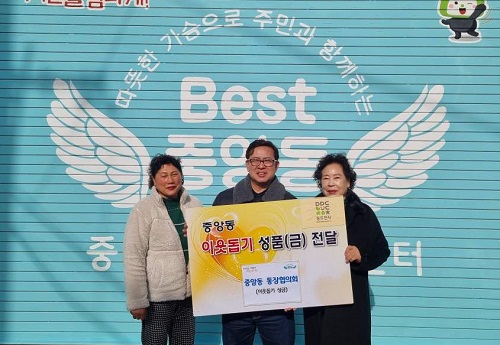 따뜻한 가슴으로 주민과 함께하는
Best
중앙동
중
터
중앙동
이웃돕기 성품(금) 전달
중앙동 통장협의회
(이웃돕기 성금)